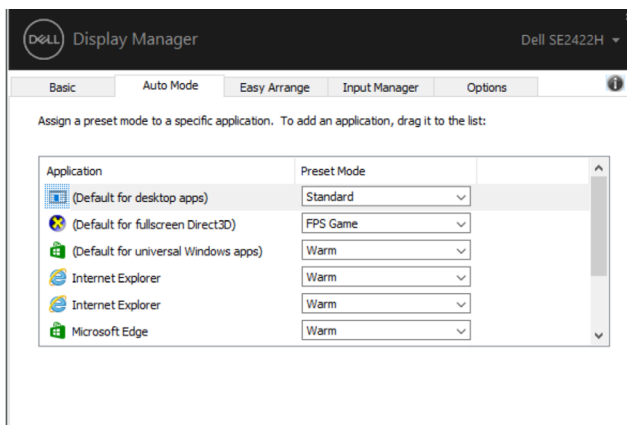 DELL Display Manager Dell SE2422H
Basic Auto Mode Easy Arrange Input Manager Options
Assign a preset mode to a specific application. To add an application, drag it to the list:
Application Preset Mode
(Default for desktop apps) Standard
(Default for fullscreen Direct3D) FPS Game
(Default for universal Windows apps) Warm
Internet Explorer Warm
Internet Explorer Warm
Microsoft Edge Warm